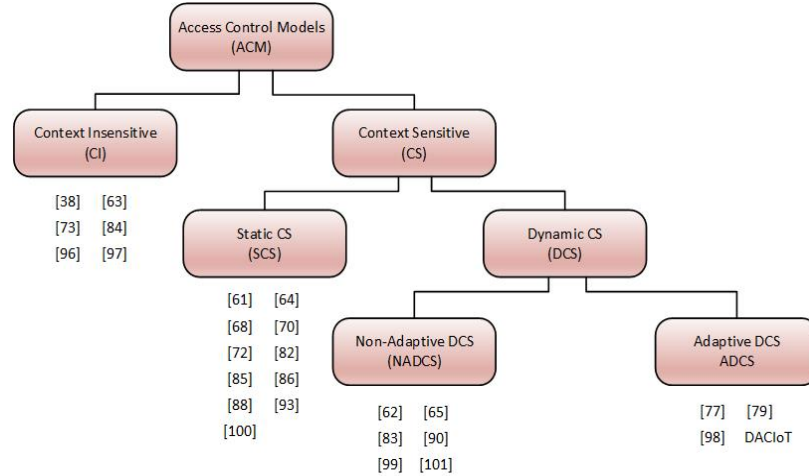 Access Control Models
(ACM)
Context Insensitive
(CI)
Context Sensitive
(CS)
[38] [63]
[73] [84]
[96] [97]
Static CS
(SCS)
Dynamic CS
(DCS)
[61] [64]
[68] [70]
[72] [82]
[85] [86]
[88] [93]
[100]
Non-Adaptive DCS
(NADCS)
Adaptive DCS
ADCS
[62] [65]
[83] [90]
[99] [101]
[77] [79]
[98] DACIoT